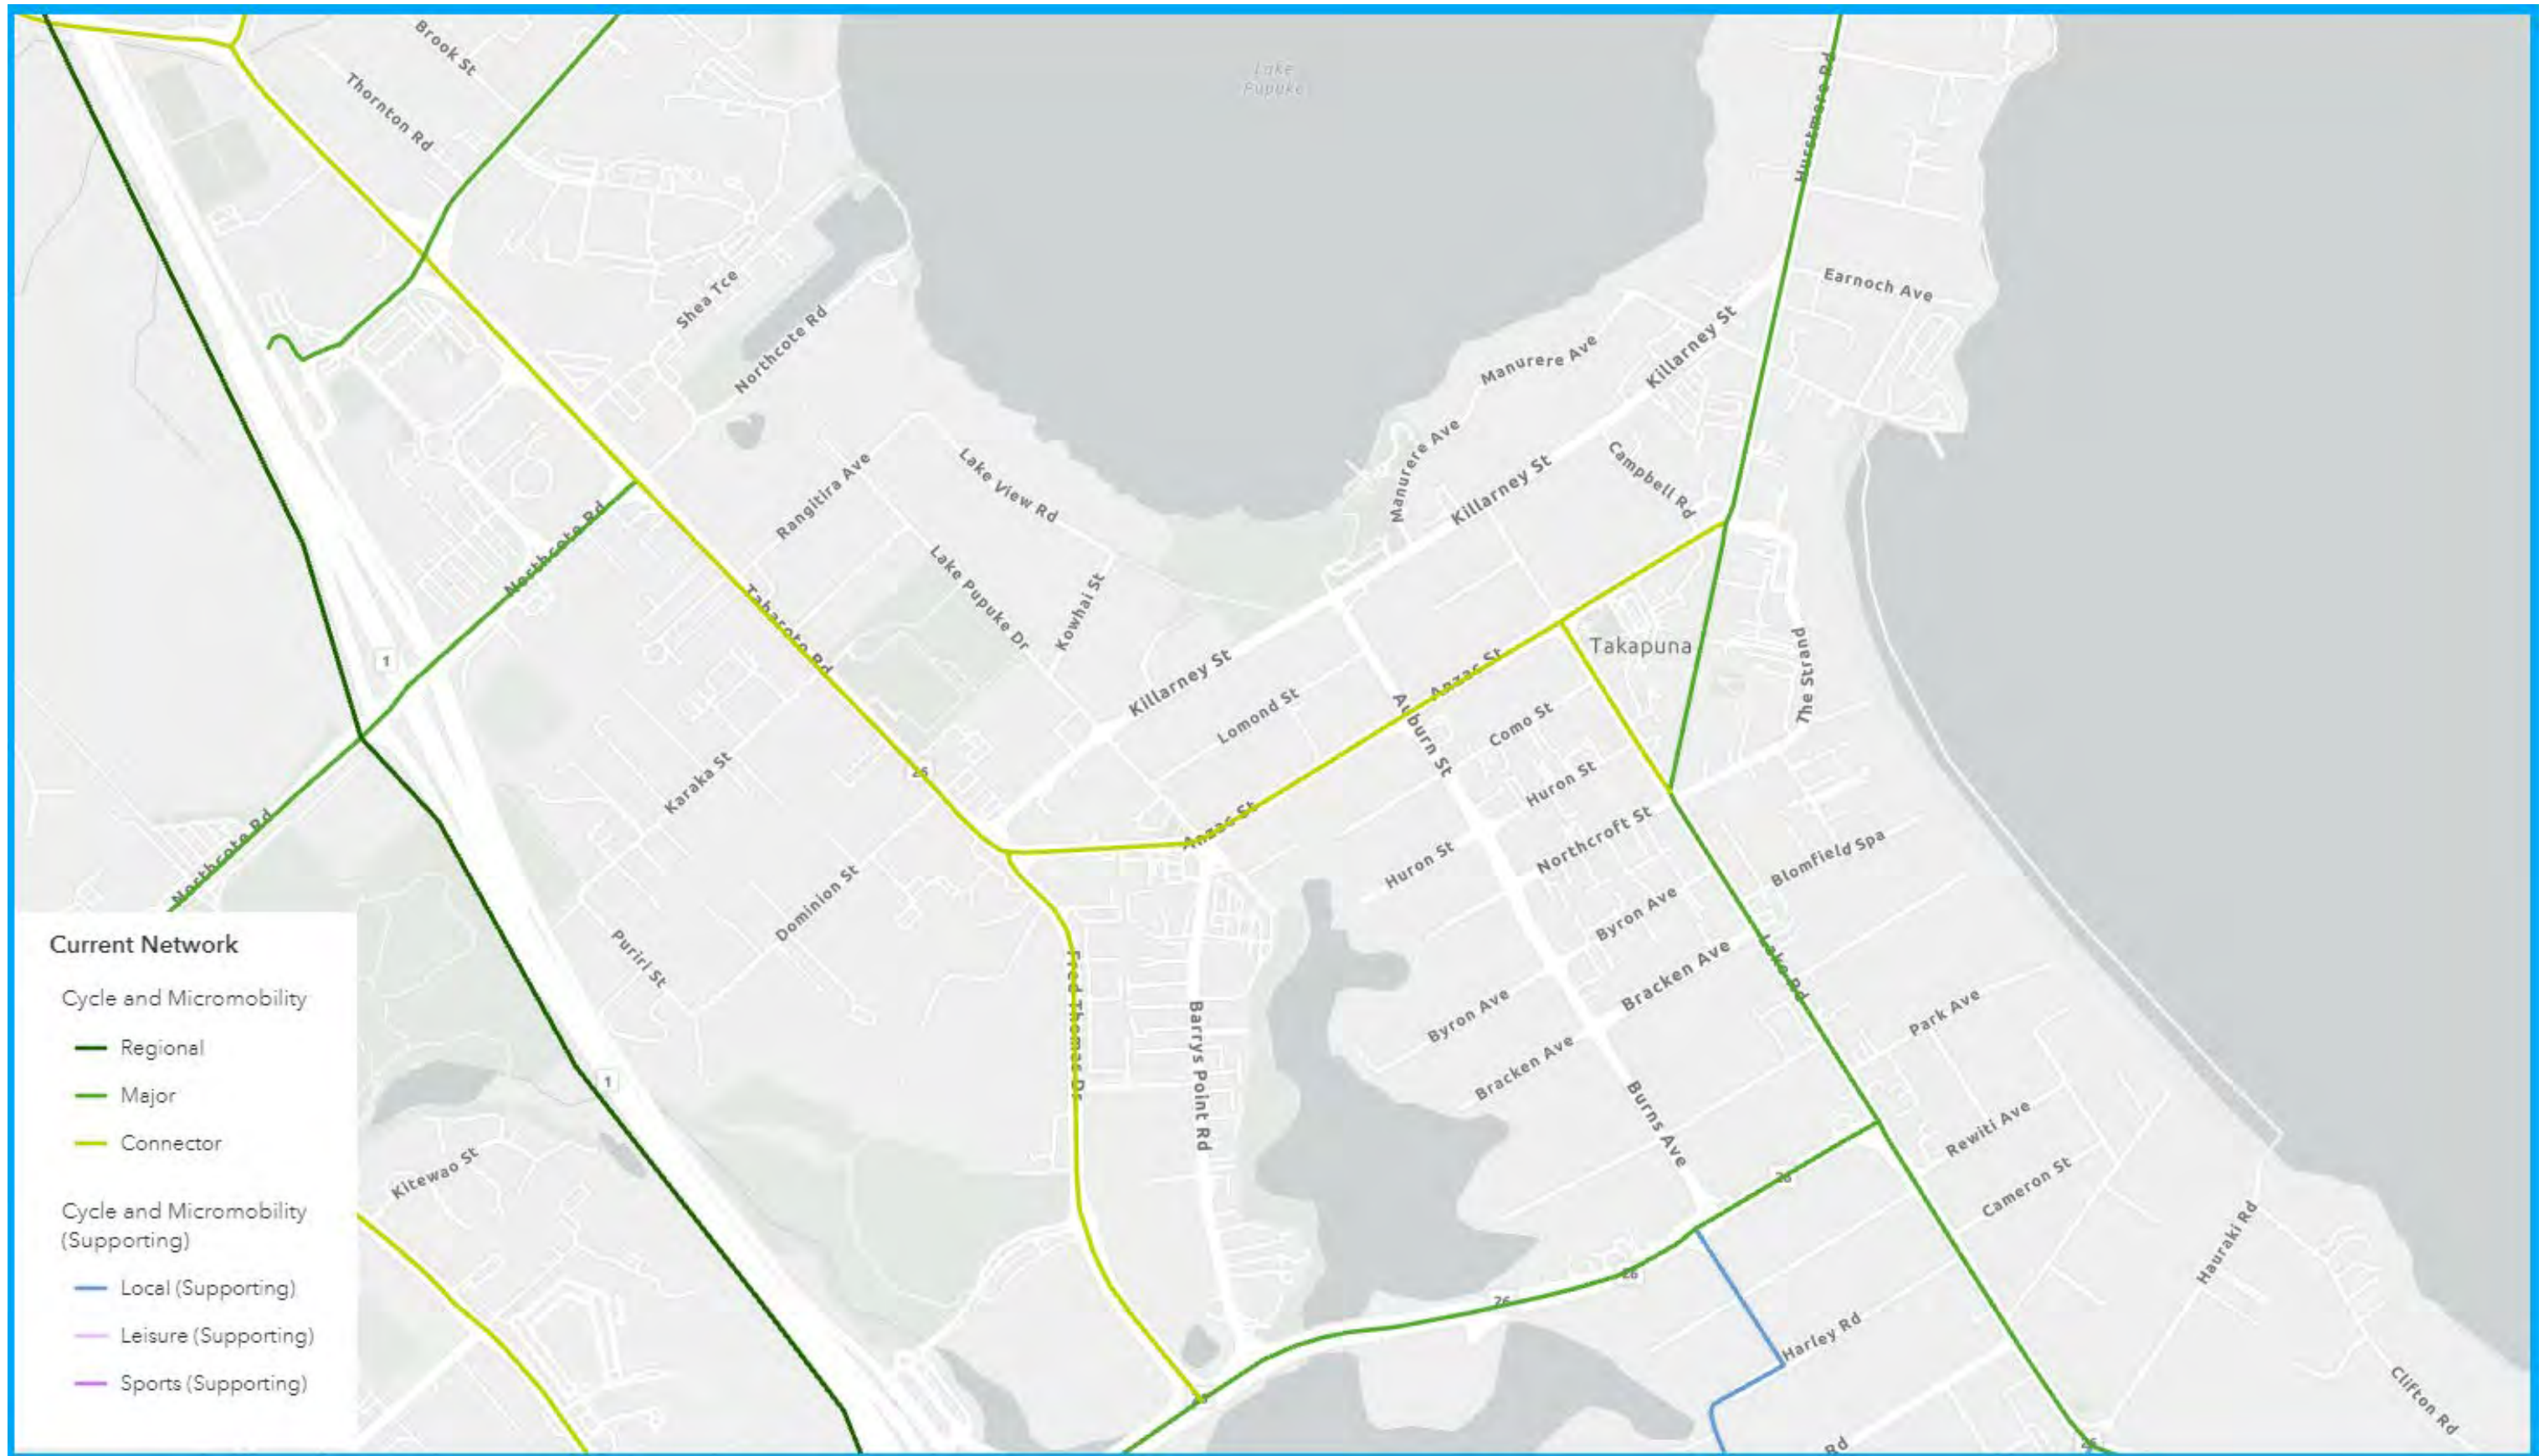 Brook St
Thornton Rd
Lake
Pupuke
Hurstmere Rd
Shea Tce
Northcote Rd
Earnoch Ave
Killarney St
Manurere Ave
Manurere Ave
Killarney St
Campbell Rd
Rangitira Ave
Lake View Rd
Northcote Rd
Lake Pupuke Dr
Kowhai St
Taharoto Rd
1
Takapuna
The Strand
Killarney St
Anzac St
Lomond St
Auburn St
Como St
Karaka St
26
Huron St
Northcote Rd
Anzac St
Northcroft St
Huron St
Blomfield Spa
Dominion St
Byron Ave
Puriri St
Lake Rd
Bracken Ave
Fred Thomas Dr
Barrys Point Rd
Byron Ave
Park Ave
Bracken Ave
1
Burns Ave
Rewiti Ave
Kitewao St
26
Cameron St
Hauraki Rd
26
26
Harley Rd
Clifton Rd
Rd
26
Current Network
Cycle and Micromobility
Regional
Major
Connector
Cycle and Micromobility
(Supporting)
Local (Supporting)
Leisure (Supporting)
Sports (Supporting)